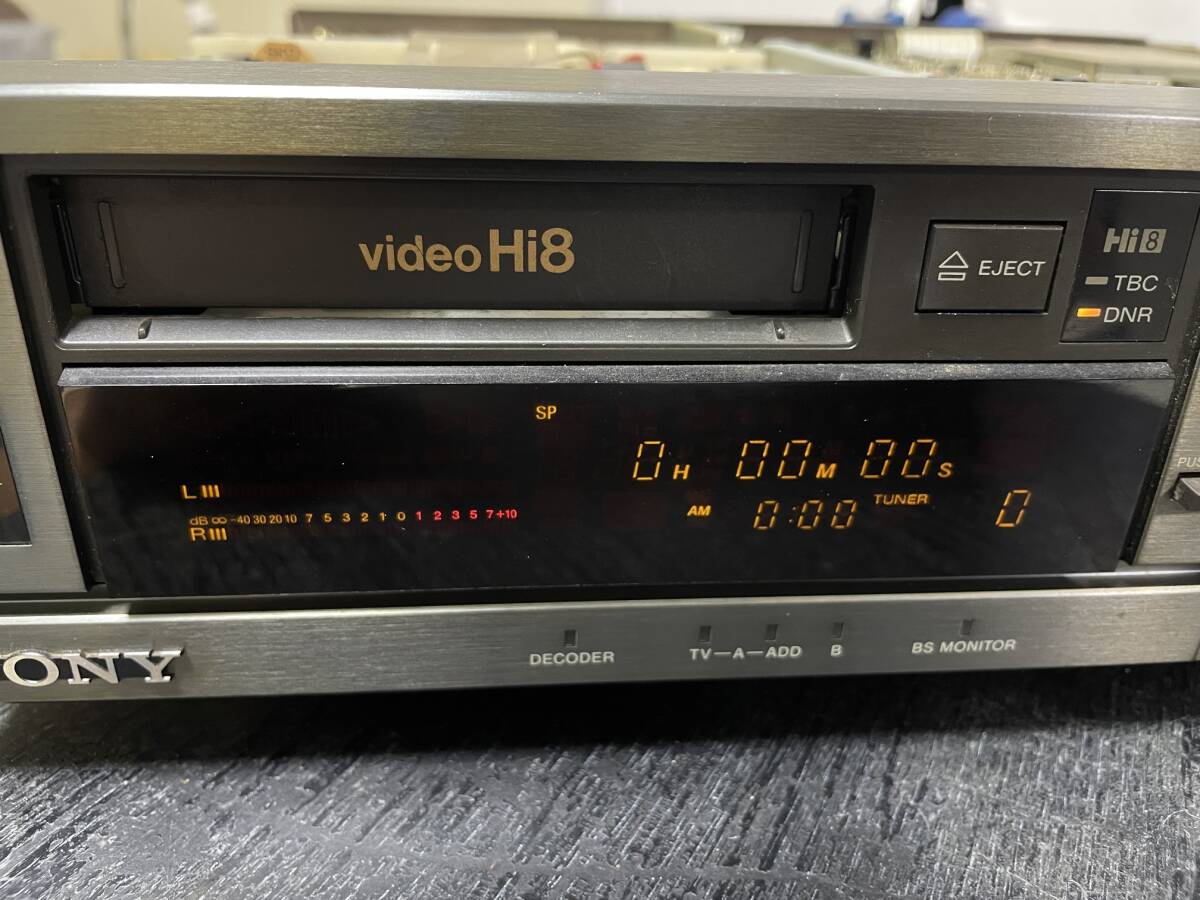 video Hi8
EJECT
Hi8
TBC
DNR
SP
0H 00M 00S
L
dB ∞ -40 30 20 10 7 5 3 2 1 0 1 2 3 5 7 +10
R
AM 0:00 TUNER 0
PUS
ONY
DECODER
TV—A—ADD B
BS MONITOR